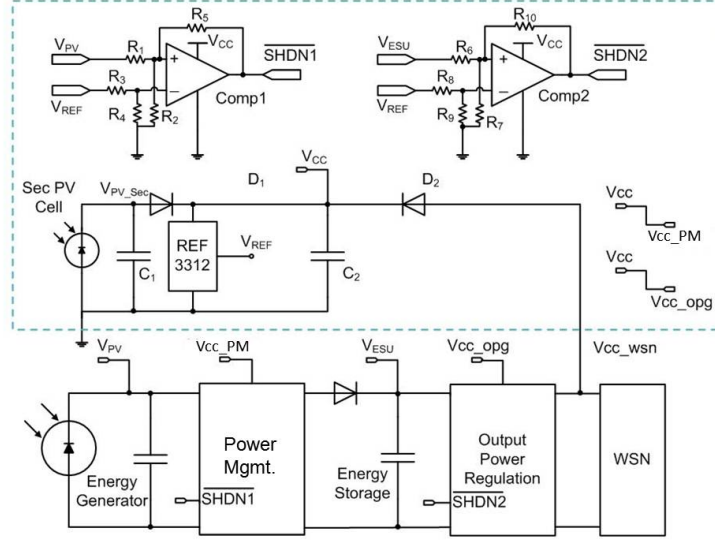 R5
VPV
R1
VCC
SHDN1
R3
VREF
R4
R2
Comp1
R10
VESU
R6
VCC
SHDN2
R8
VREF
R9
R7
Comp2
Sec PV
Cell
VPV_Sec
D1
VCC
D2
C1
REF
3312
VREF
C2
Vcc
Vcc_PM
Vcc
Vcc_opg
VPV
Vcc_PM
VESU
Vcc_opg
Vcc_wsn
Energy
Generator
Power
Mgmt.
SHDN1
Energy
Storage
Output
Power
Regulation
SHDN2
WSN